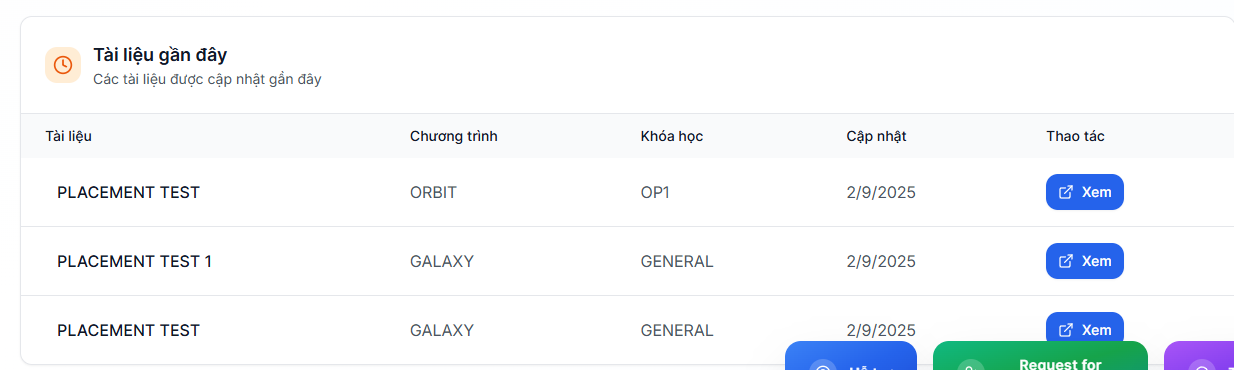 Tài liệu gần đây
Các tài liệu được cập nhật gần đây
Tài liệu Chương trình Khóa học Cập nhật Thao tác
PLACEMENT TEST ORBIT OP1 2/9/2025 Xem
PLACEMENT TEST 1 GALAXY GENERAL 2/9/2025 Xem
PLACEMENT TEST GALAXY GENERAL 2/9/2025 Xem
Request for